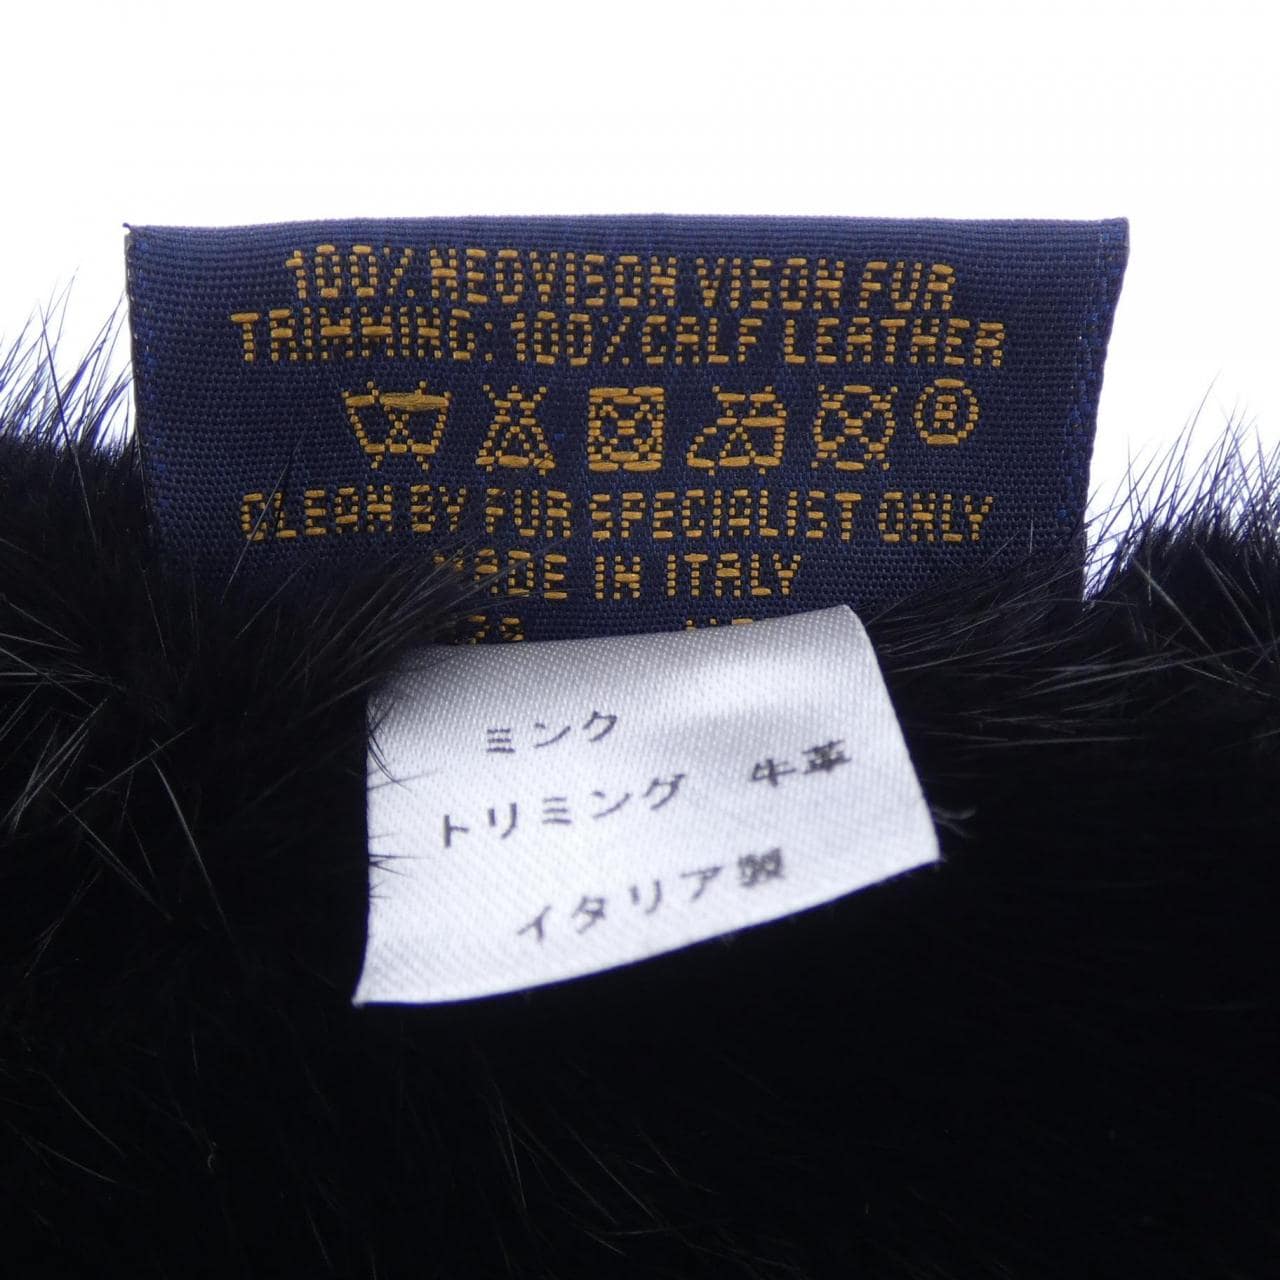 100% NEOVISON VISON FUR
TRIMMING: 100% CALF LEATHER
®
CLEAN BY FUR SPECIALIST ONLY
MADE IN ITALY
ミンク
トリミング 牛革
イタリア製